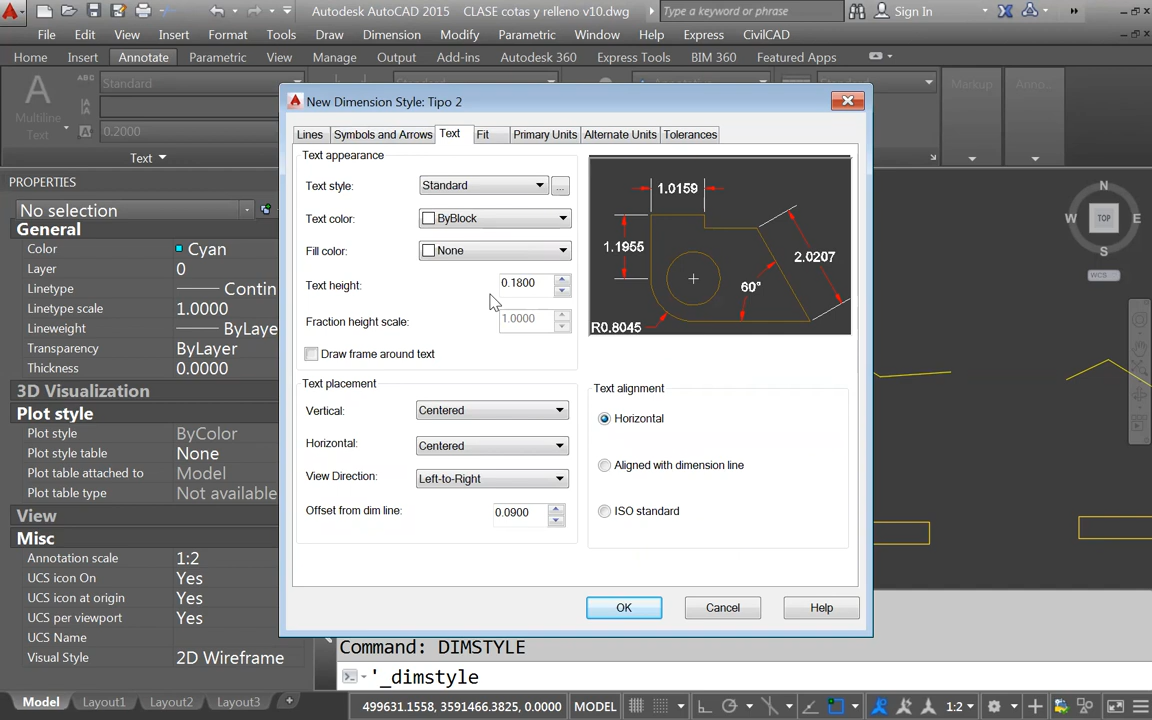 Autodesk AutoCAD 2015 CLASE cotas y relleno v10.dwg Type a keyword or phrase Sign In
File Edit View Insert Format Tools Draw Dimension Modify Parametric Window Help Express CivilCAD
Home Insert Annotate Parametric View Manage Output Add-ins Autodesk 360 Express Tools BIM 360 Featured Apps
A ABC Standard Standard Standard Markup Anno...
Multiline
Text 0.2000
Text
New Dimension Style: Tipo 2
Lines Symbols and Arrows Text Fit Primary Units Alternate Units Tolerances
Text appearance
Text style: Standard ...
Text color: ByBlock
Fill color: None
Text height: 0.1800
Fraction height scale: 1.0000
Draw frame around text
Text placement
Vertical: Centered
Horizontal: Centered
View Direction: Left-to-Right
Offset from dim line: 0.0900
1.0159
1.1955
2.0207
60°
R0.8045
Text alignment
Horizontal
Aligned with dimension line
ISO standard
OK Cancel Help
PROPERTIES
No selection
General
Color Cyan
Layer 0
Linetype Contin
Linetype scale 1.0000
Lineweight ByLaye
Transparency ByLayer
Thickness 0.0000
3D Visualization
Plot style
Plot style ByColor
Plot style table None
Plot table attached to Model
Plot table type Not available
View
Misc
Annotation scale 1:2
UCS icon On Yes
UCS icon at origin Yes
UCS per viewport Yes
UCS Name
Visual Style 2D Wireframe
N
W TOP E
S
WCS
Command: DIMSTYLE
'_dimstyle
Model Layout1 Layout2 Layout3 +
499631.1558, 3591466.3825, 0.0000 MODEL 1:2